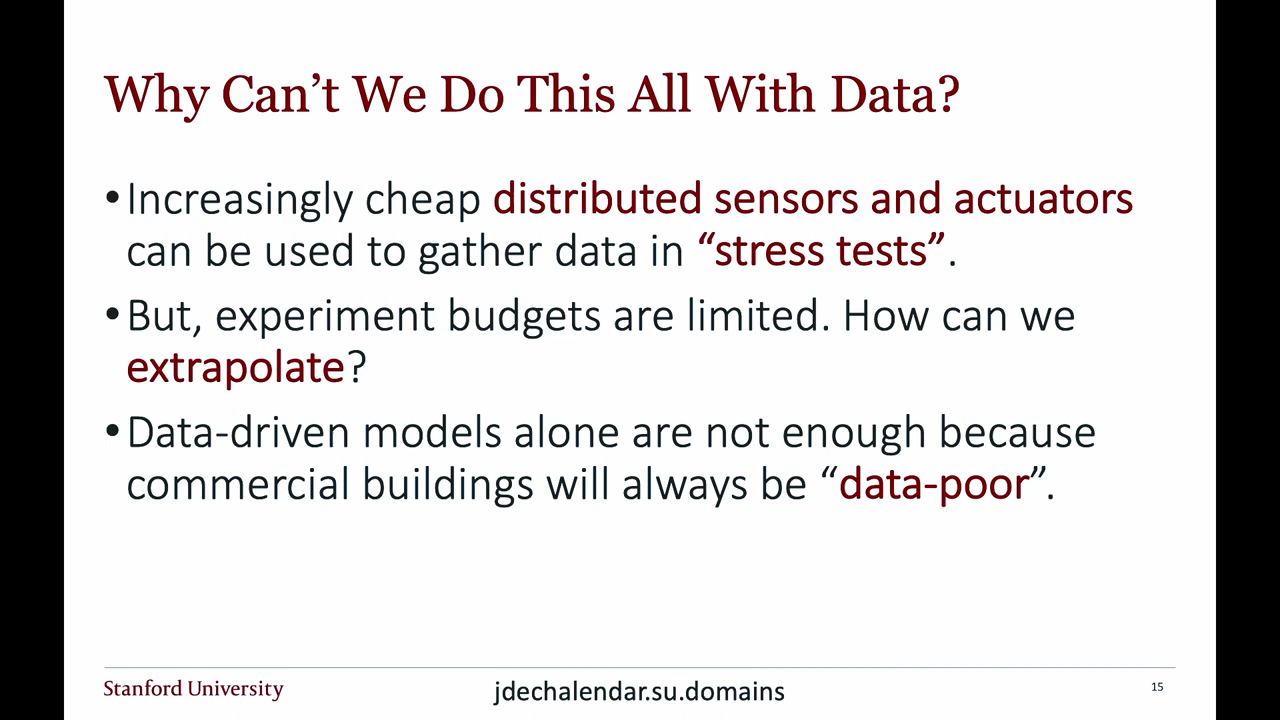 Why Can’t We Do This All With Data?
•Increasingly cheap distributed sensors and actuators
can be used to gather data in “stress tests”.
•But, experiment budgets are limited. How can we
extrapolate?
•Data-driven models alone are not enough because
commercial buildings will always be “data-poor”.
Stanford University
jdechalendar.su.domains
15